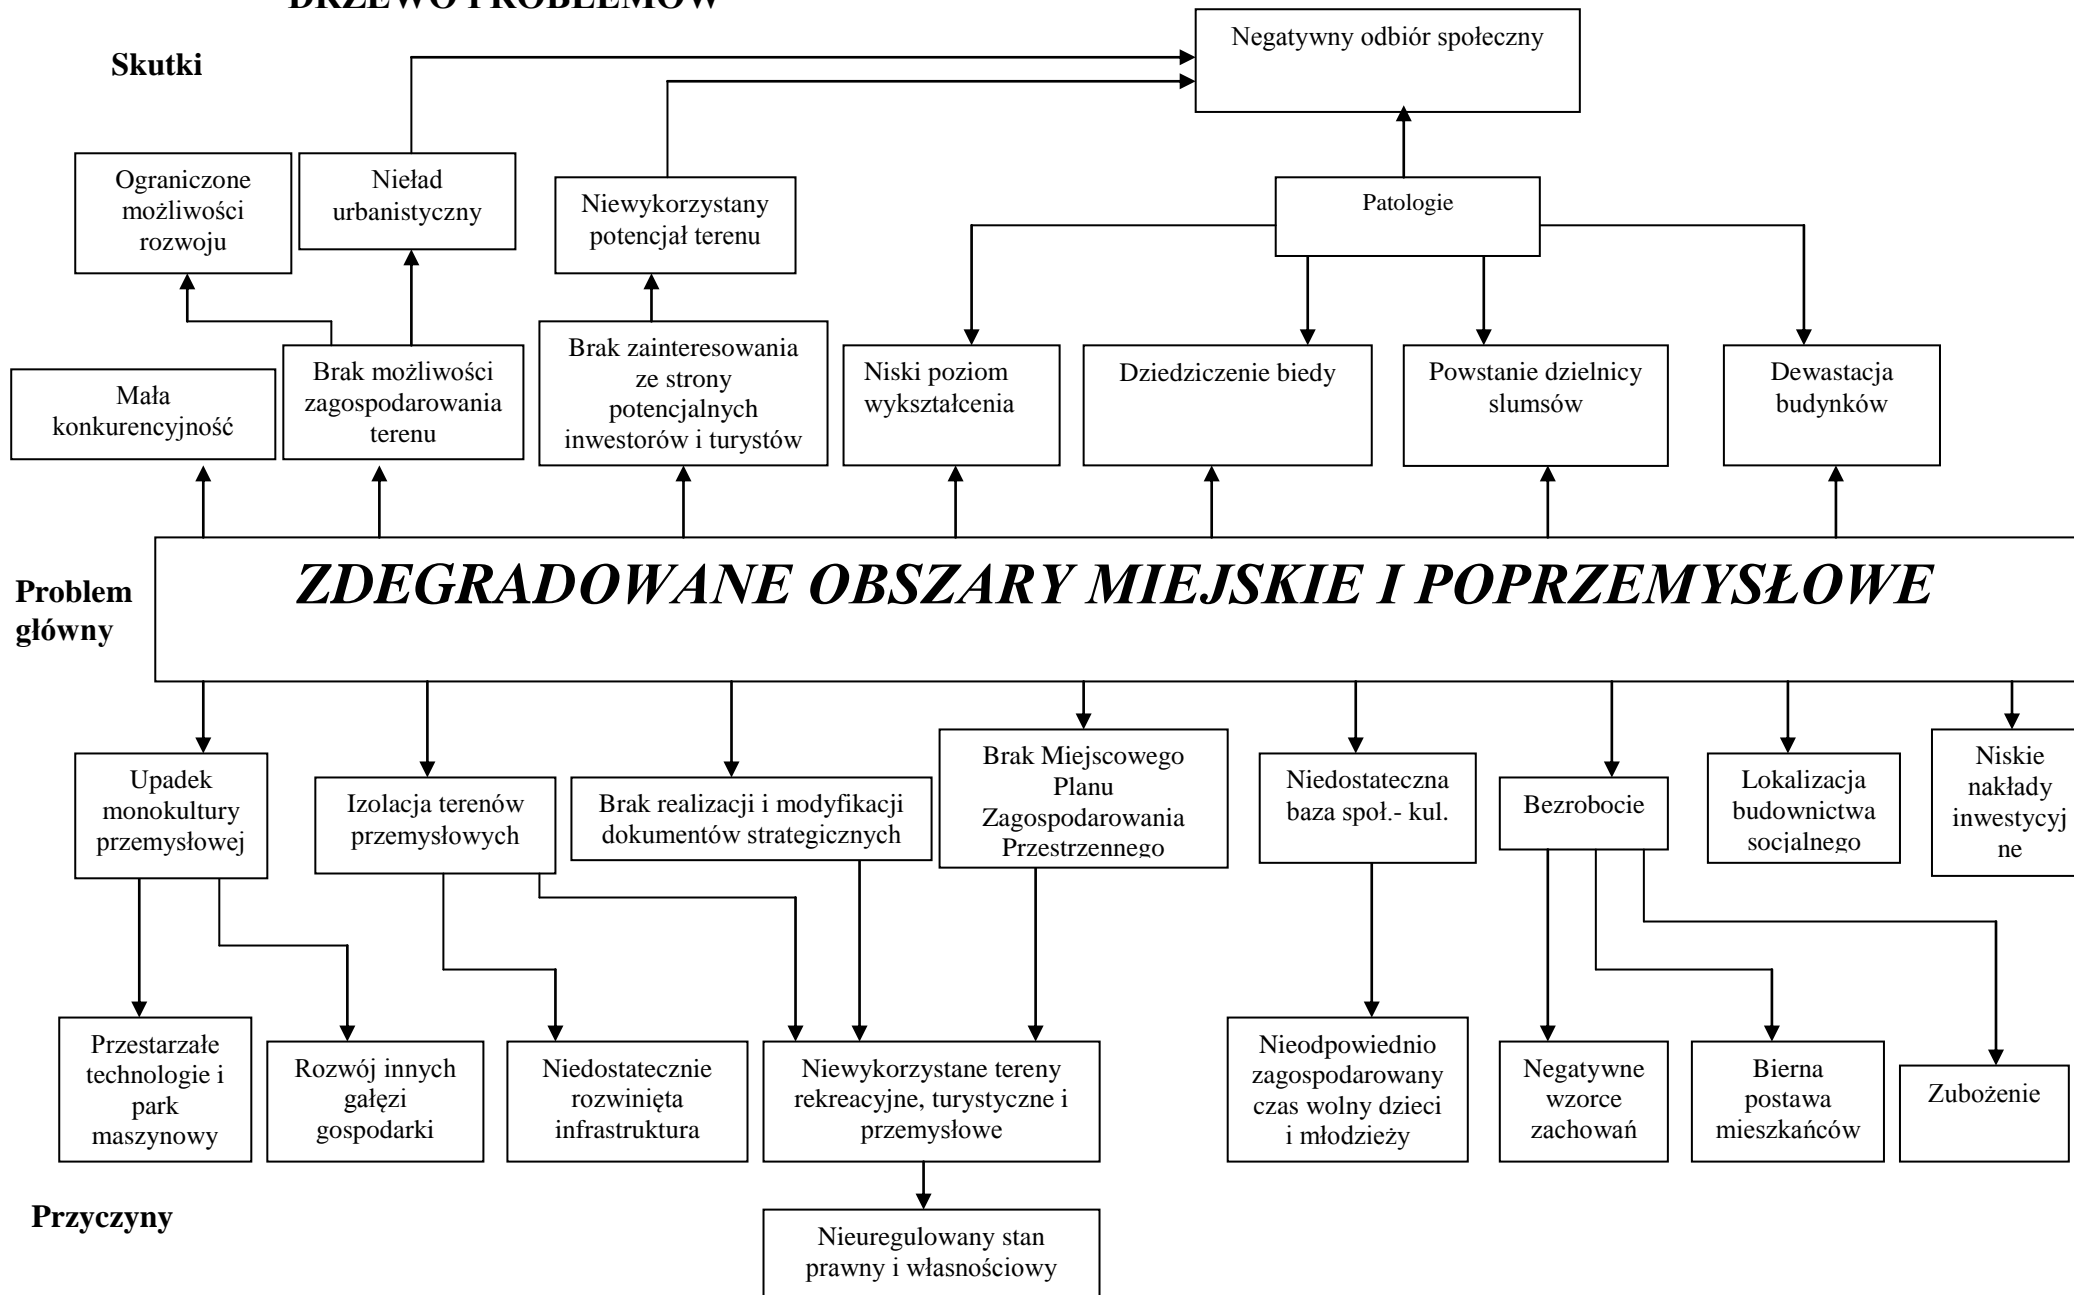 DRZEWO PROBLEMÓW
Skutki
Negatywny odbiór społeczny
Ograniczone
możliwości
rozwoju
Nieład
urbanistyczny
Niewykorzystany
potencjał terenu
Patologie
Mała
konkurencyjność
Brak możliwości
zagospodarowania
terenu
Brak zainteresowania
ze strony
potencjalnych
inwestorów i turystów
Niski poziom
wykształcenia
Dziedziczenie biedy
Powstanie dzielnicy
slumsów
Dewastacja
budynków
Problem
główny
ZDEGRADOWANE OBSZARY MIEJSKIE I POPRZEMYSŁOWE
Upadek
monokultury
przemysłowej
Izolacja terenów
przemysłowych
Brak realizacji i modyfikacji
dokumentów strategicznych
Brak Miejscowego
Planu
Zagospodarowania
Przestrzennego
Niedostateczna
baza społ.- kul.
Bezrobocie
Lokalizacja
budownictwa
socjalnego
Niskie
nakłady
inwestycyj
ne
Przestarzałe
technologie i
park
maszynowy
Rozwój innych
gałęzi
gospodarki
Niedostatecznie
rozwinięta
infrastruktura
Niewykorzystane tereny
rekreacyjne, turystyczne i
przemysłowe
Nieodpowiednio
zagospodarowany
czas wolny dzieci
i młodzieży
Negatywne
wzorce
zachowań
Bierna
postawa
mieszkańców
Zubożenie
Przyczyny
Nieuregulowany stan
prawny i własnościowy